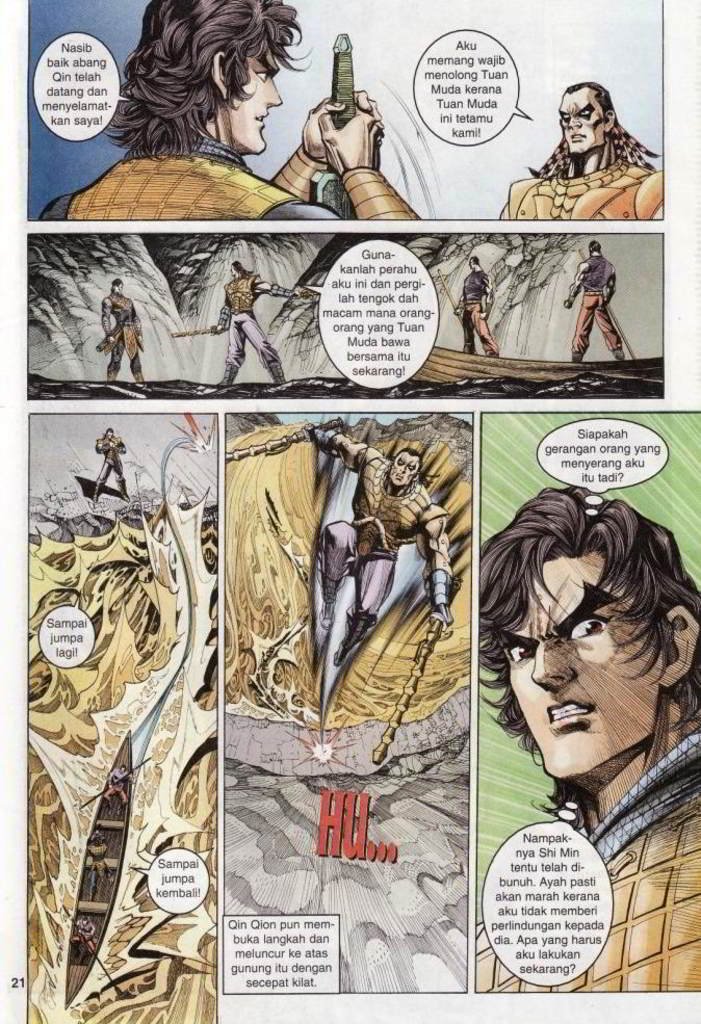 Nasib
baik abang
Qin telah
datang dan
menyelamat-
kan saya!
Aku
memang wajib
menolong Tuan
Muda kerana
Tuan Muda
ini tetamu
kami!
Guna-
kanlah perahu
aku ini dan pergi-
lah tengok dah
macam mana orang-
orang yang Tuan
Muda bawa
bersama itu
sekarang!
Sampai
jumpa
lagi!
Sampai
jumpa
kembali!
HU...
Qin Qion pun mem-
buka langkah dan
meluncur ke atas
gunung itu dengan
secepat kilat.
Siapakah
gerangan orang yang
menyerang aku
itu tadi?
Nampak-
nya Shi Min
tentu telah di-
bunuh. Ayah pasti
akan marah kerana
aku tidak memberi
perlindungan kepada
dia. Apa yang harus
aku lakukan
sekarang?
21